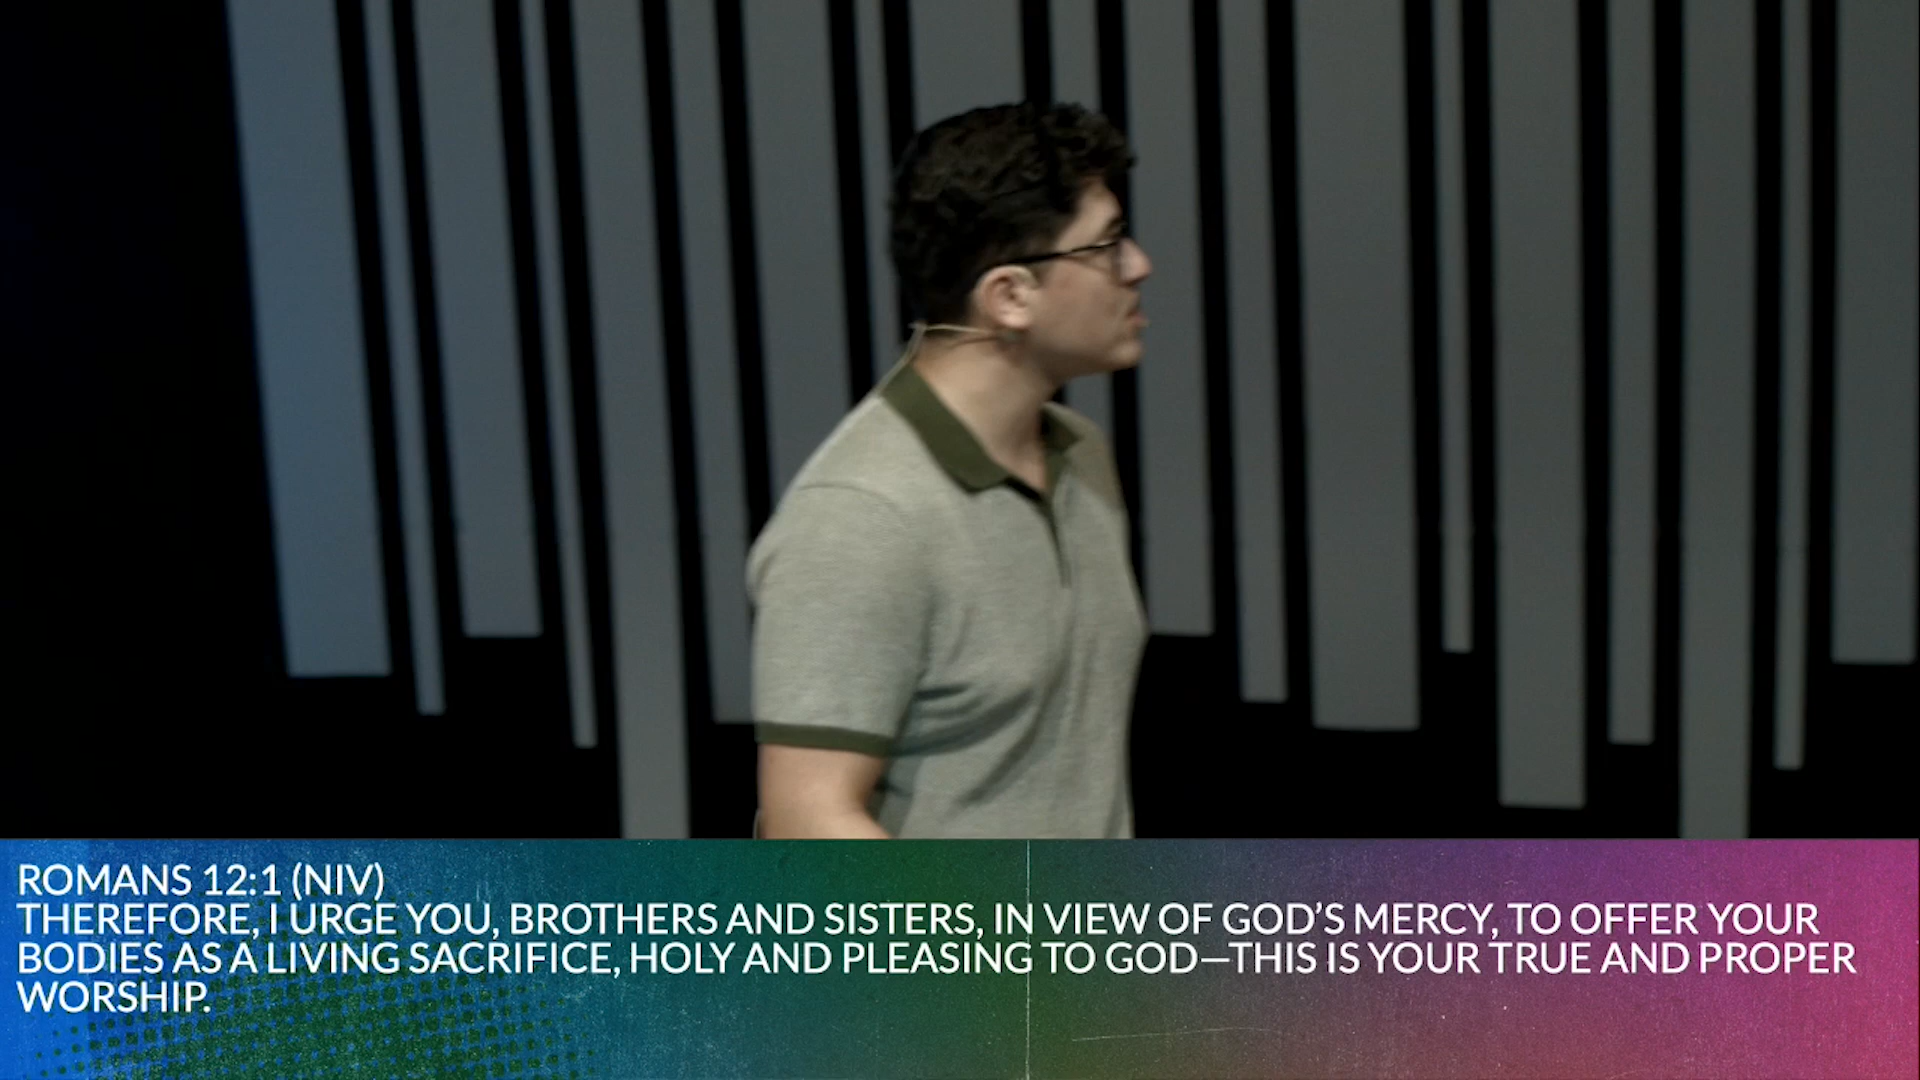 ROMANS 12:1 (NIV)
THEREFORE, I URGE YOU, BROTHERS AND SISTERS, IN VIEW OF GOD’S MERCY, TO OFFER YOUR
BODIES AS A LIVING SACRIFICE, HOLY AND PLEASING TO GOD—THIS IS YOUR TRUE AND PROPER
WORSHIP.